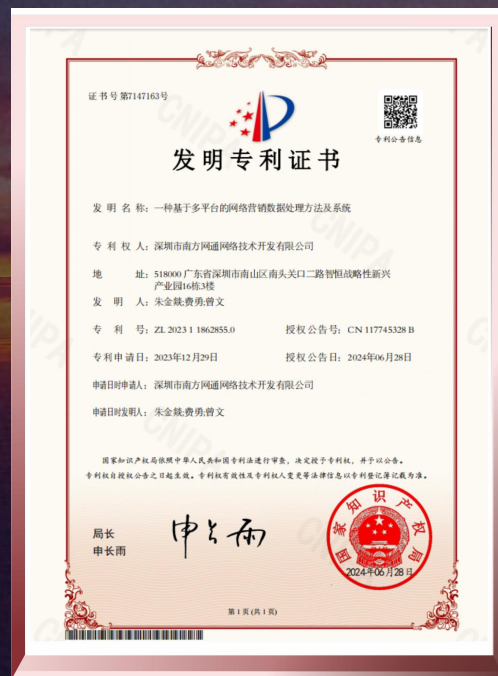 证书号第7147163号
专利公告信息
发明专利证书
发明名称：一种基于多平台的网络营销数据处理方法及系统
专利权人：深圳市南方网通网络技术开发有限公司
地址：518000 广东省深圳市南山区南头关口二路智恒战略性新兴
产业园16栋3楼
发明人：朱金燚;费勇;曾文
专利号：ZL 2023 1 1862855.0 授权公告号：CN 117745328 B
专利申请日：2023年12月29日 授权公告日：2024年06月28日
申请日时申请人：深圳市南方网通网络技术开发有限公司
申请日时发明人：朱金燚;费勇;曾文
国家知识产权局依照中华人民共和国专利法进行审查，决定授予专利权，并予以公告。
专利权自授权公告之日起生效。专利权有效性及专利权人变更等法律信息以专利登记簿记载为准。
局长
申长雨
申长雨
国家知识产权局
2024年06月28日
第 1 页 (共 1 页)
CNIPA
CNIPA
CNIPA